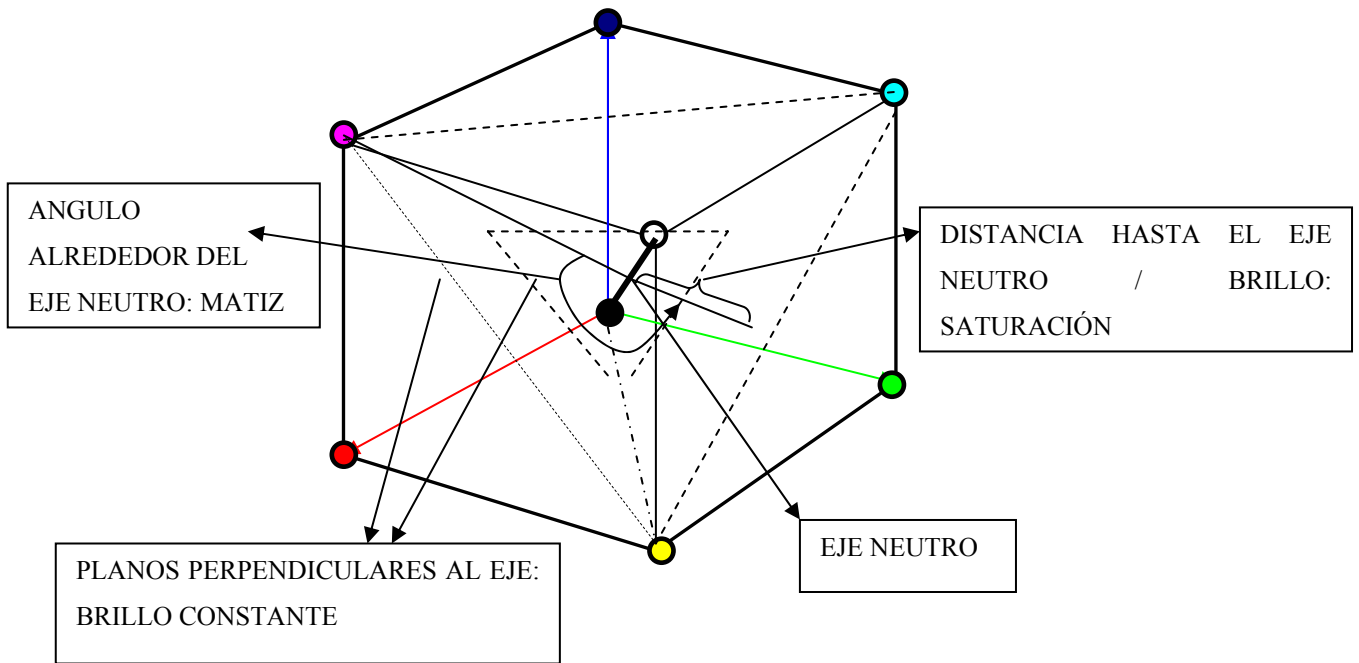 ANGULO
ALREDEDOR DEL
EJE NEUTRO: MATIZ
DISTANCIA HASTA EL EJE
NEUTRO / BRILLO:
SATURACIÓN
EJE NEUTRO
PLANOS PERPENDICULARES AL EJE:
BRILLO CONSTANTE